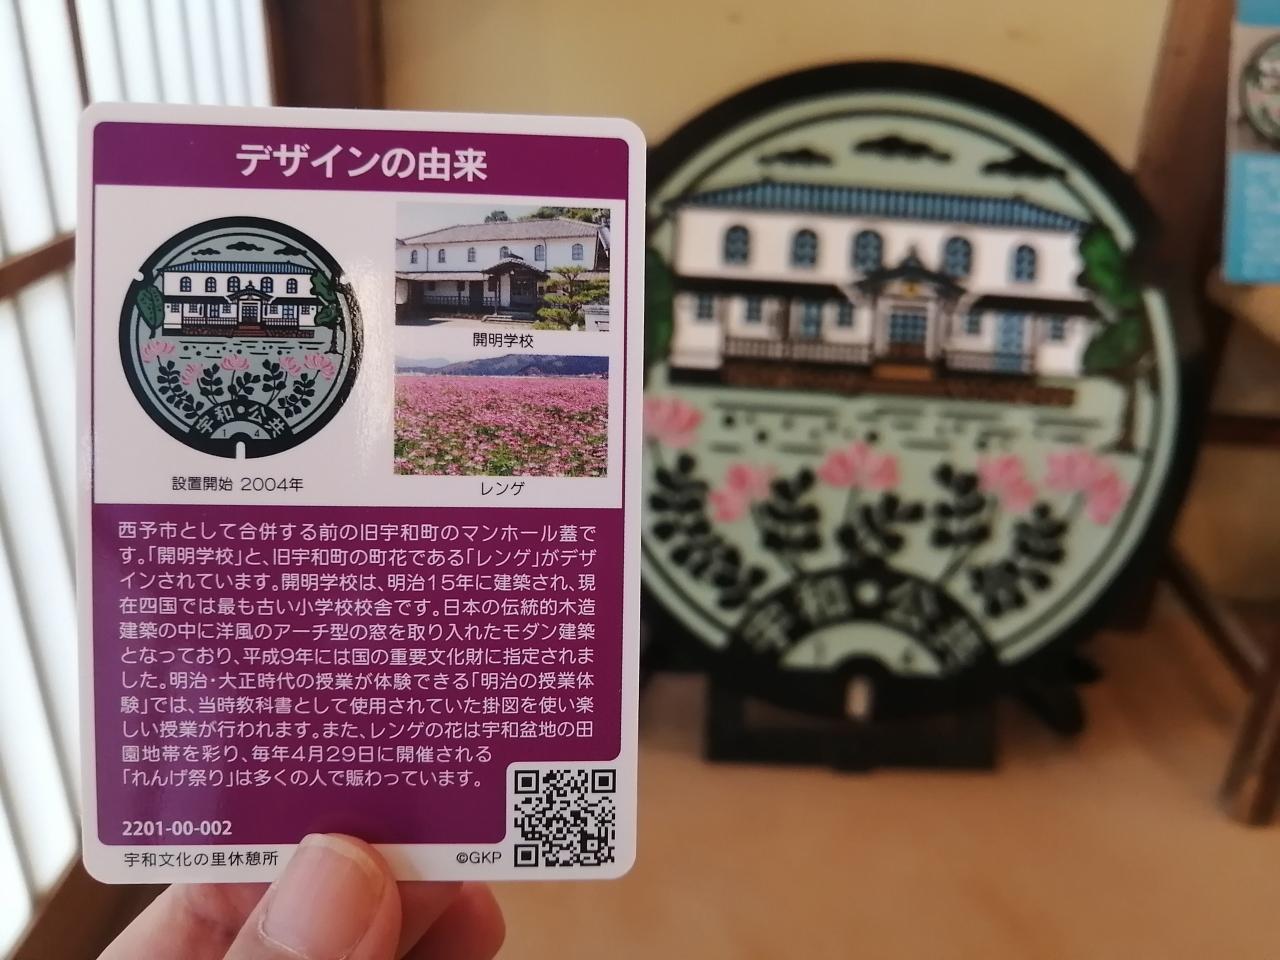 デザインの由来
宇和・公共
1 4
設置開始 2004年
開明学校
レンゲ
西予市として合併する前の旧宇和町のマンホール蓋で
す。「開明学校」と、旧宇和町の町花である「レンゲ」がデザ
インされています。開明学校は、明治15年に建築され、現
在四国では最も古い小学校校舎です。日本の伝統的木造
建築の中に洋風のアーチ型の窓を取り入れたモダン建築
となっており、平成9年には国の重要文化財に指定されま
した。明治・大正時代の授業が体験できる「明治の授業体
験」では、当時教科書として使用されていた掛図を使い楽
しい授業が行われます。また、レンゲの花は宇和盆地の田
園地帯を彩り、毎年4月29日に開催される
「れんげ祭り」は多くの人で賑わっています。
2201-00-002
宇和文化の里休憩所
©GKP
宇和・公共
1 4